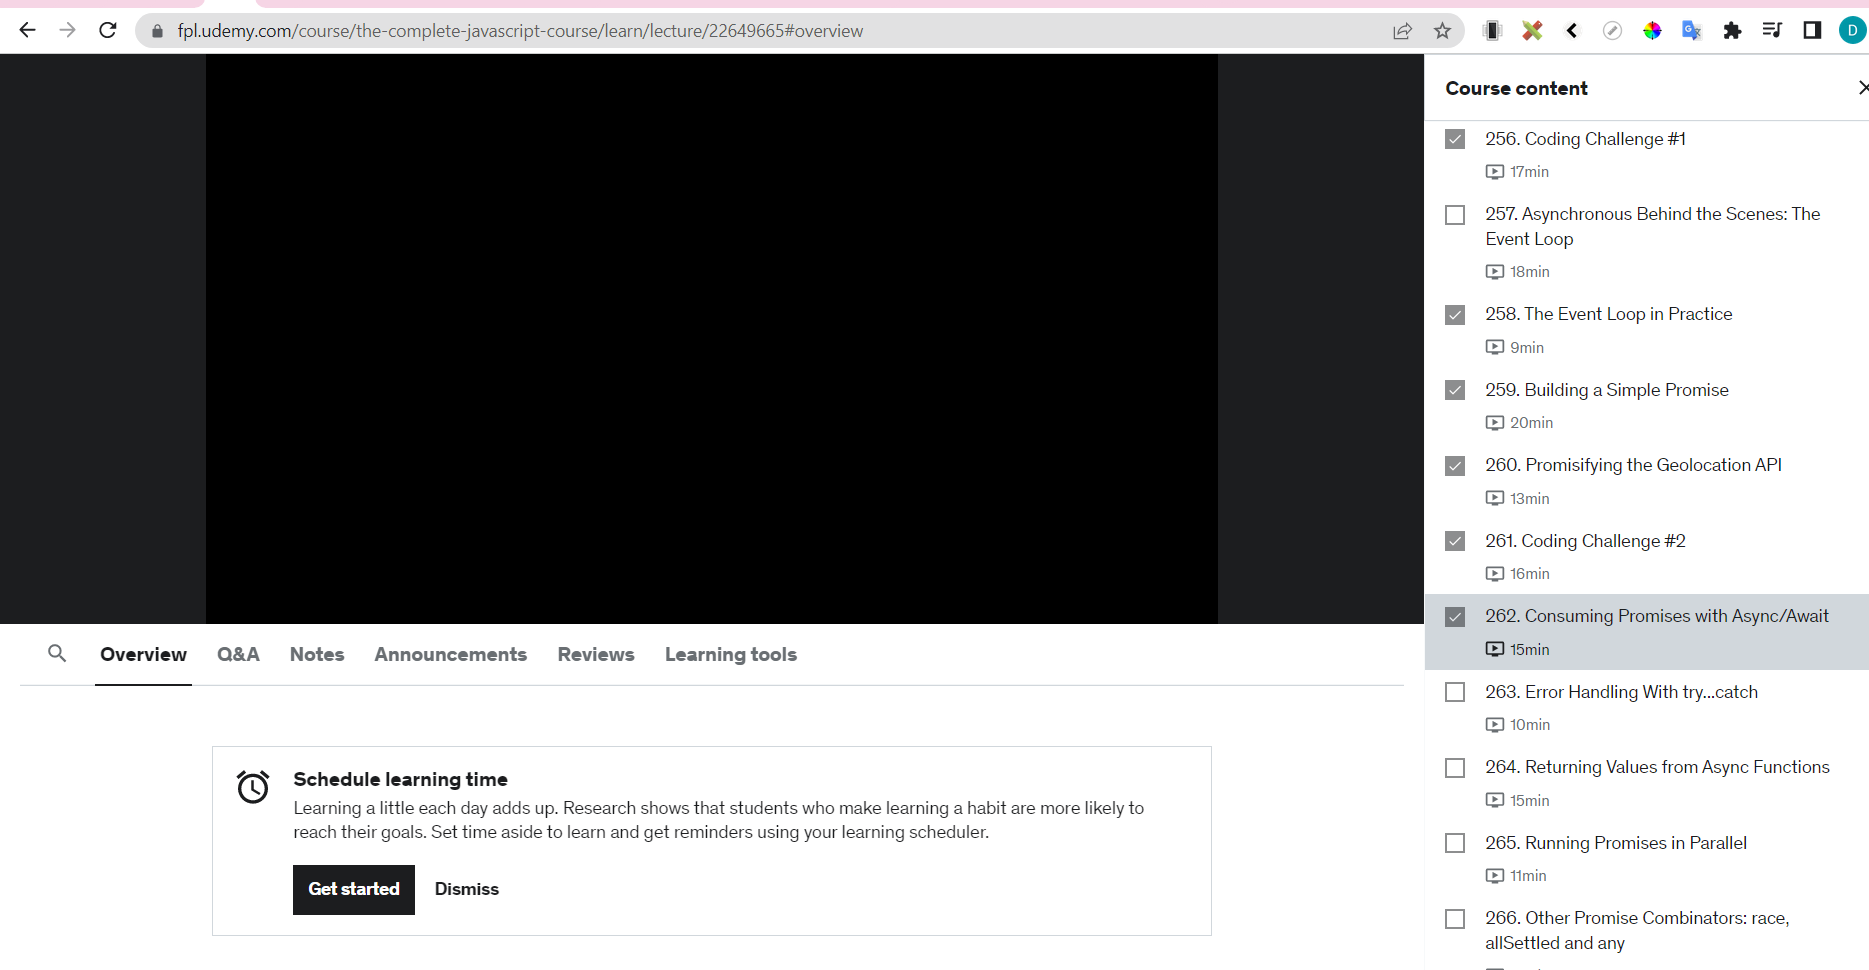 fpl.udemy.com/course/the-complete-javascript-course/learn/lecture/22649665#overview
D
Course content
256. Coding Challenge #1
17min
257. Asynchronous Behind the Scenes: The
Event Loop
18min
258. The Event Loop in Practice
9min
259. Building a Simple Promise
20min
260. Promisifying the Geolocation API
13min
261. Coding Challenge #2
16min
262. Consuming Promises with Async/Await
15min
263. Error Handling With try...catch
10min
264. Returning Values from Async Functions
15min
265. Running Promises in Parallel
11min
266. Other Promise Combinators: race,
allSettled and any
Overview Q&A Notes Announcements Reviews Learning tools
Schedule learning time
Learning a little each day adds up. Research shows that students who make learning a habit are more likely to
reach their goals. Set time aside to learn and get reminders using your learning scheduler.
Get started Dismiss